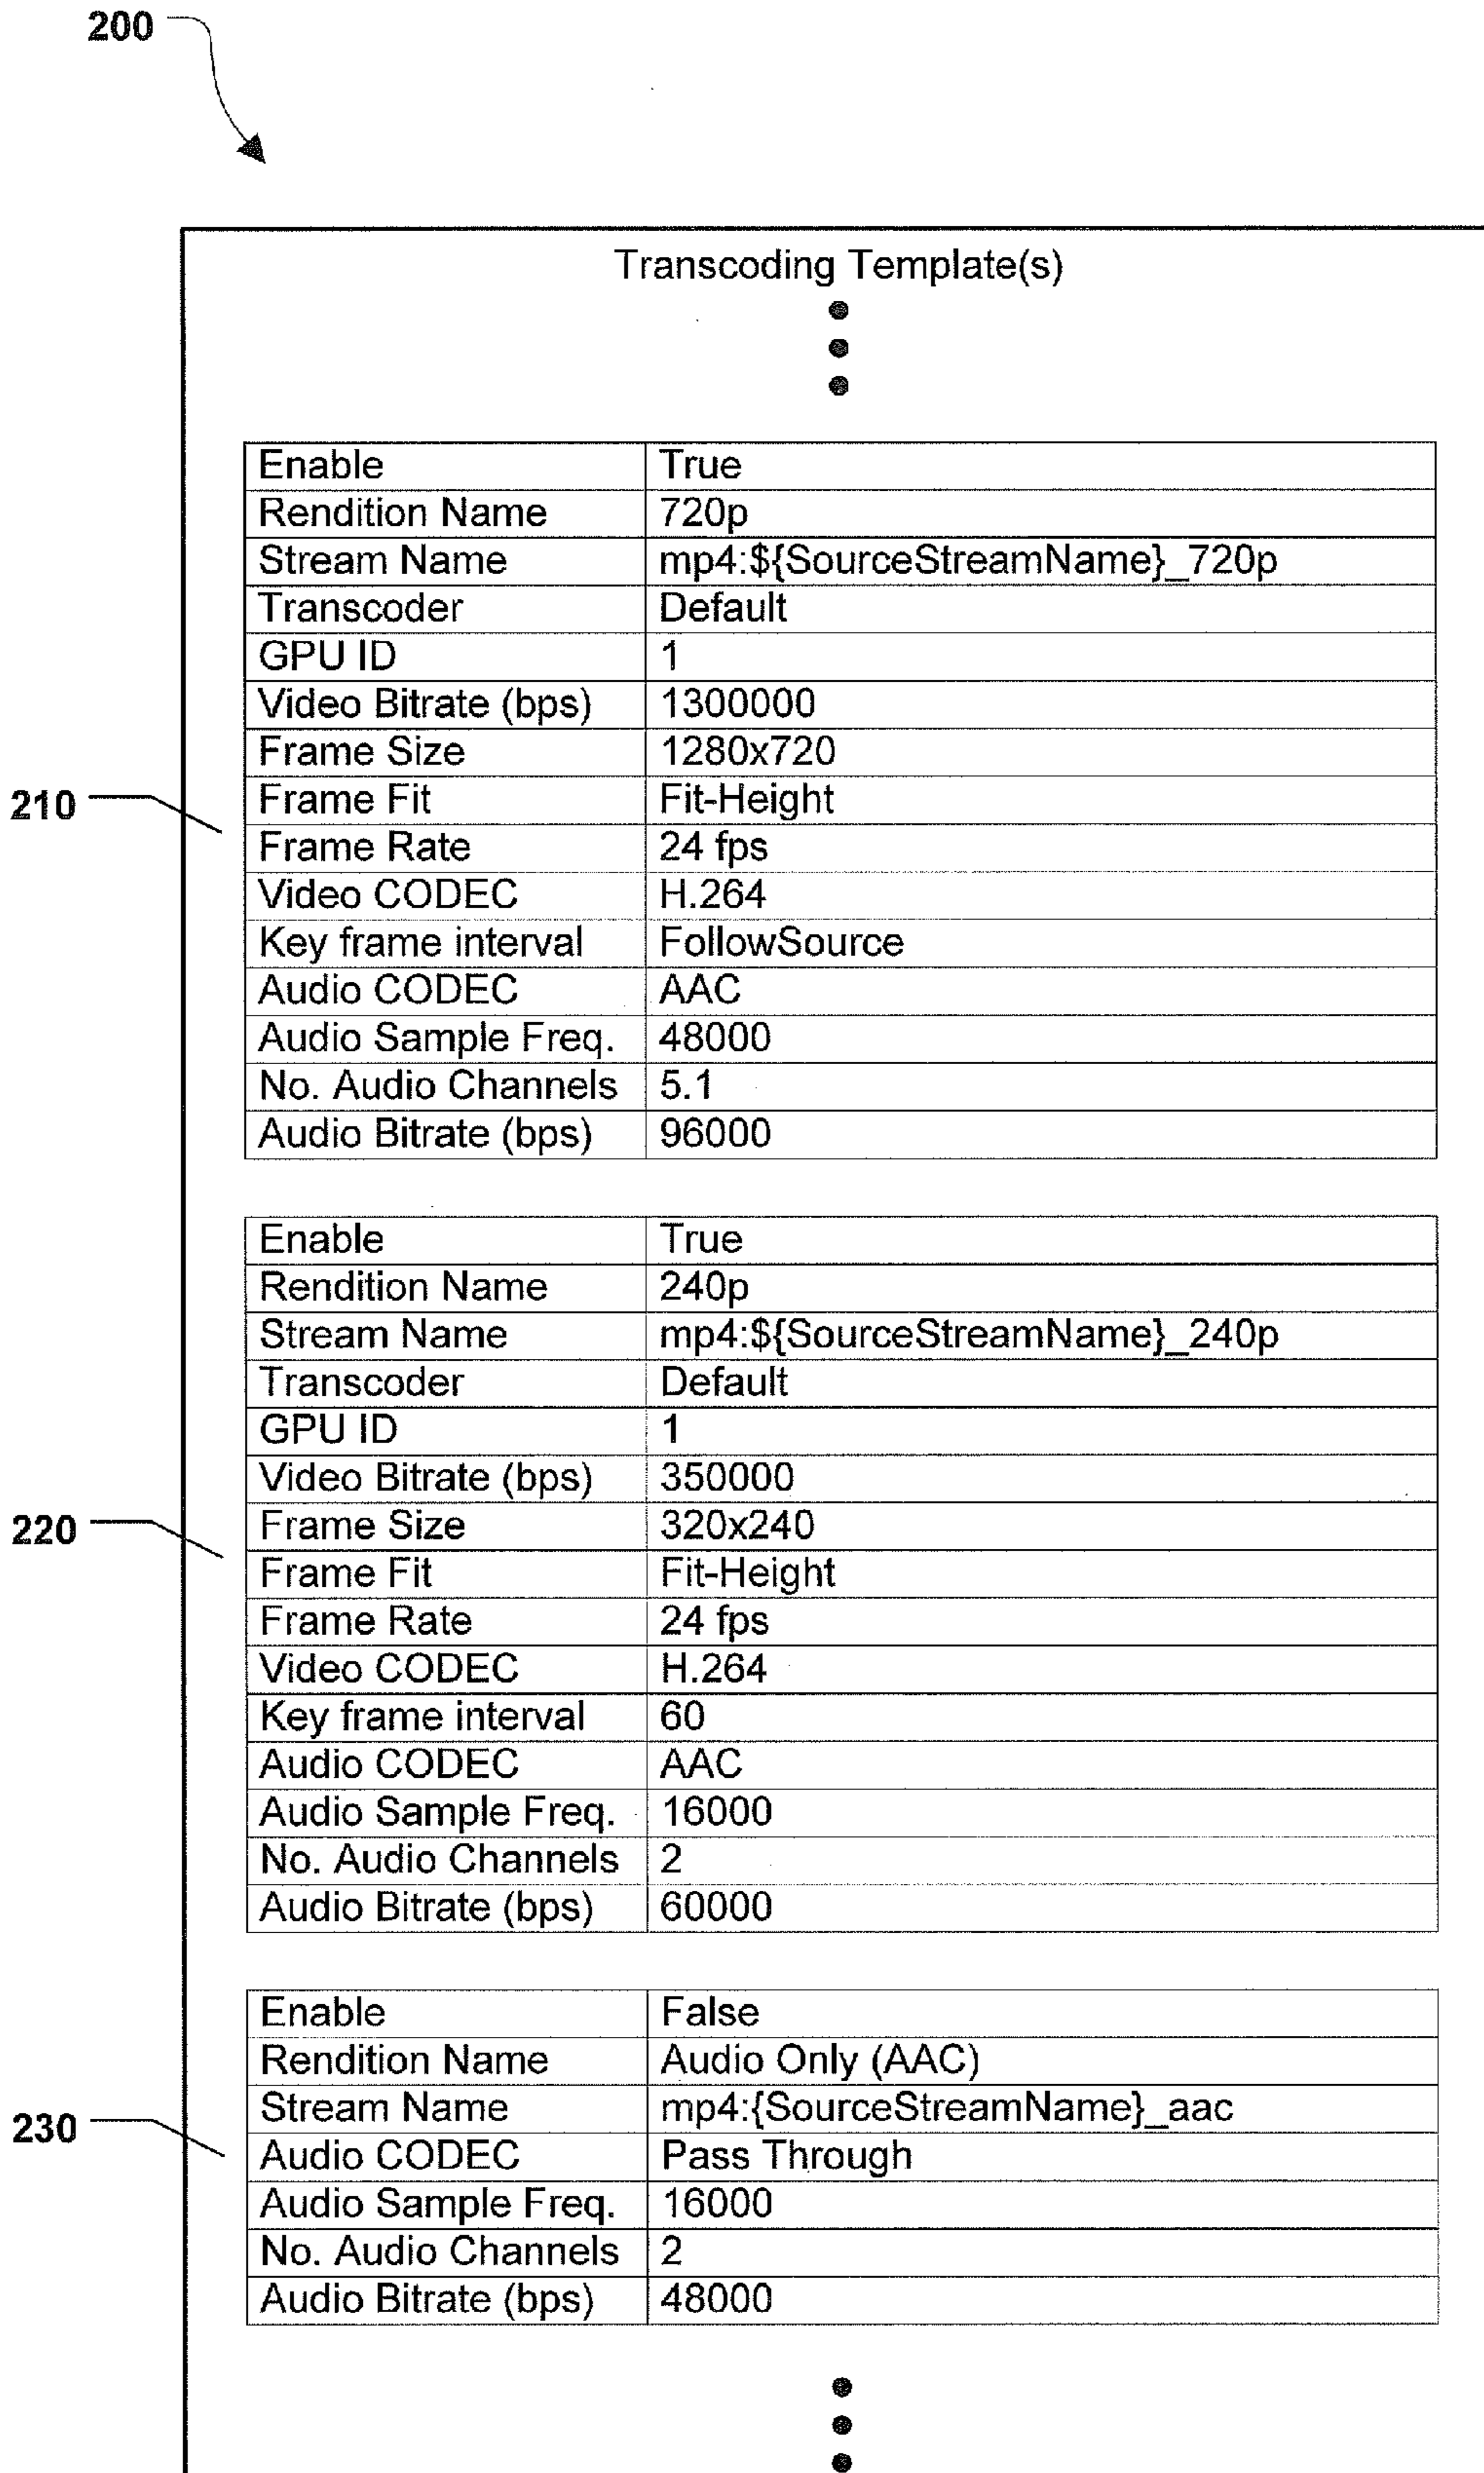 200
Transcoding Template(s)
Enable True
Rendition Name 720p
Stream Name mp4:${SourceStreamName}_720p
Transcoder Default
GPU ID 1
Video Bitrate (bps) 1300000
Frame Size 1280x720
210
Frame Fit Fit-Height
Frame Rate 24 fps
Video CODEC H.264
Key frame interval FollowSource
Audio CODEC AAC
Audio Sample Freq. 48000
No. Audio Channels 5.1
Audio Bitrate (bps) 96000
Enable True
Rendition Name 240p
Stream Name mp4:${SourceStreamName}_240p
Transcoder Default
GPU ID 1
Video Bitrate (bps) 350000
220
Frame Size 320x240
Frame Fit Fit-Height
Frame Rate 24 fps
Video CODEC H.264
Key frame interval 60
Audio CODEC AAC
Audio Sample Freq. 16000
No. Audio Channels 2
Audio Bitrate (bps) 60000
Enable False
Rendition Name Audio Only (AAC)
Stream Name mp4:{SourceStreamName}_aac
230
Audio CODEC Pass Through
Audio Sample Freq. 16000
No. Audio Channels 2
Audio Bitrate (bps) 48000